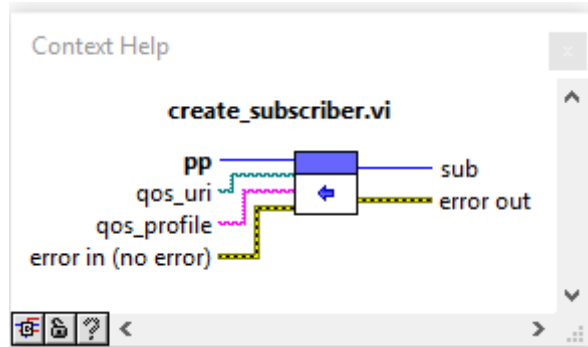 Context Help
create_subscriber.vi
pp
sub
qos_uri
error out
qos_profile
error in (no error)